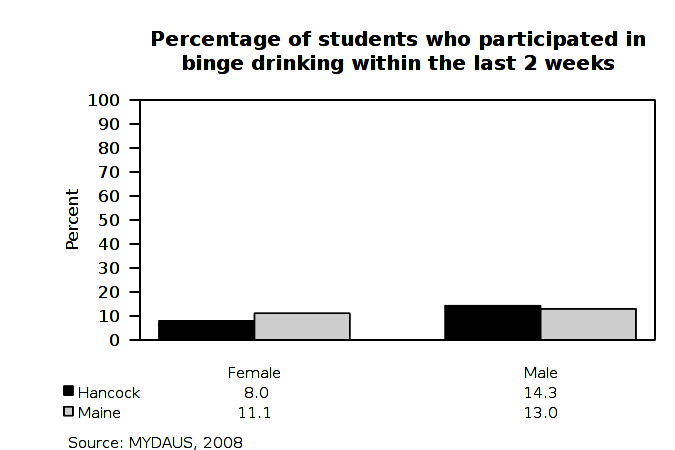 Percentage of students who participated in
binge drinking within the last 2 weeks
100
90
80
70
60
50
40
30
20
10
0
Percent
Female Male
Hancock 8.0 14.3
Maine 11.1 13.0
Source: MYDAUS, 2008